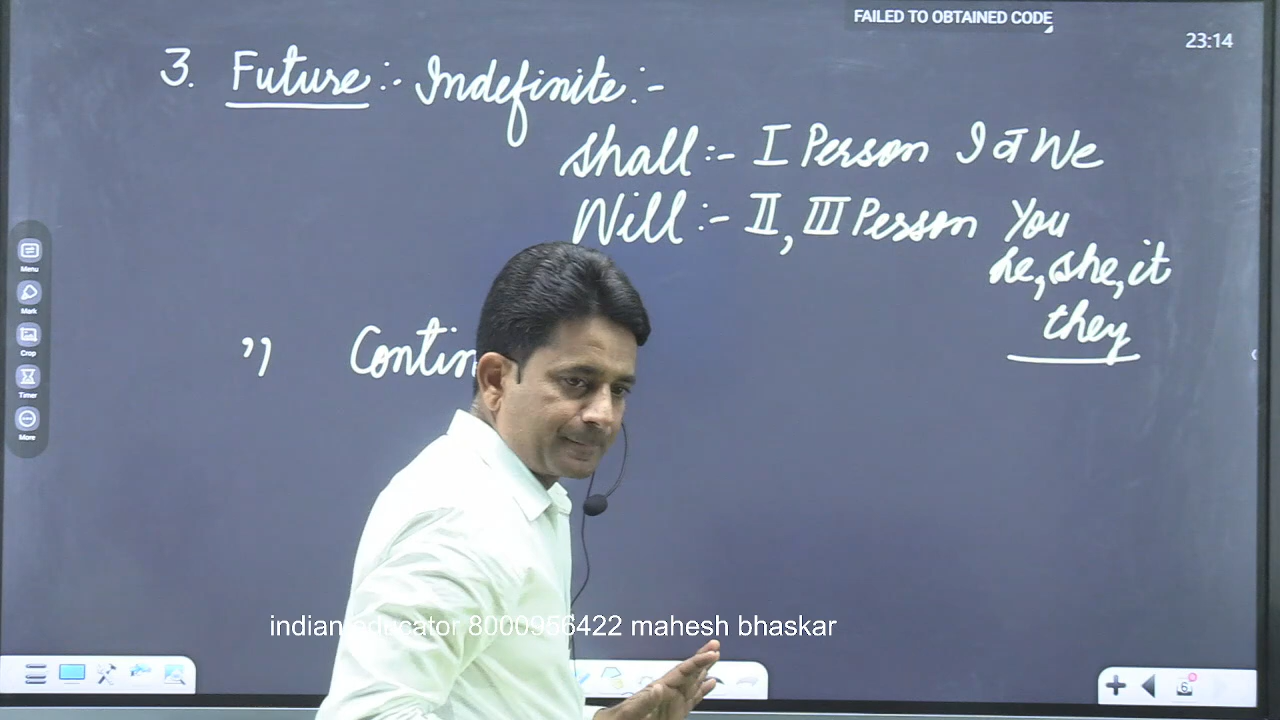 FAILED TO OBTAINED CODE
23:14
3. Future :- Indefinite :-
Shall :- I Person I व We
Will :- II, III Person You
he, she, it
they
,, Contin
Menu
Mark
Crop
Timer
More
indian educator 8000956422 mahesh bhaskar
6